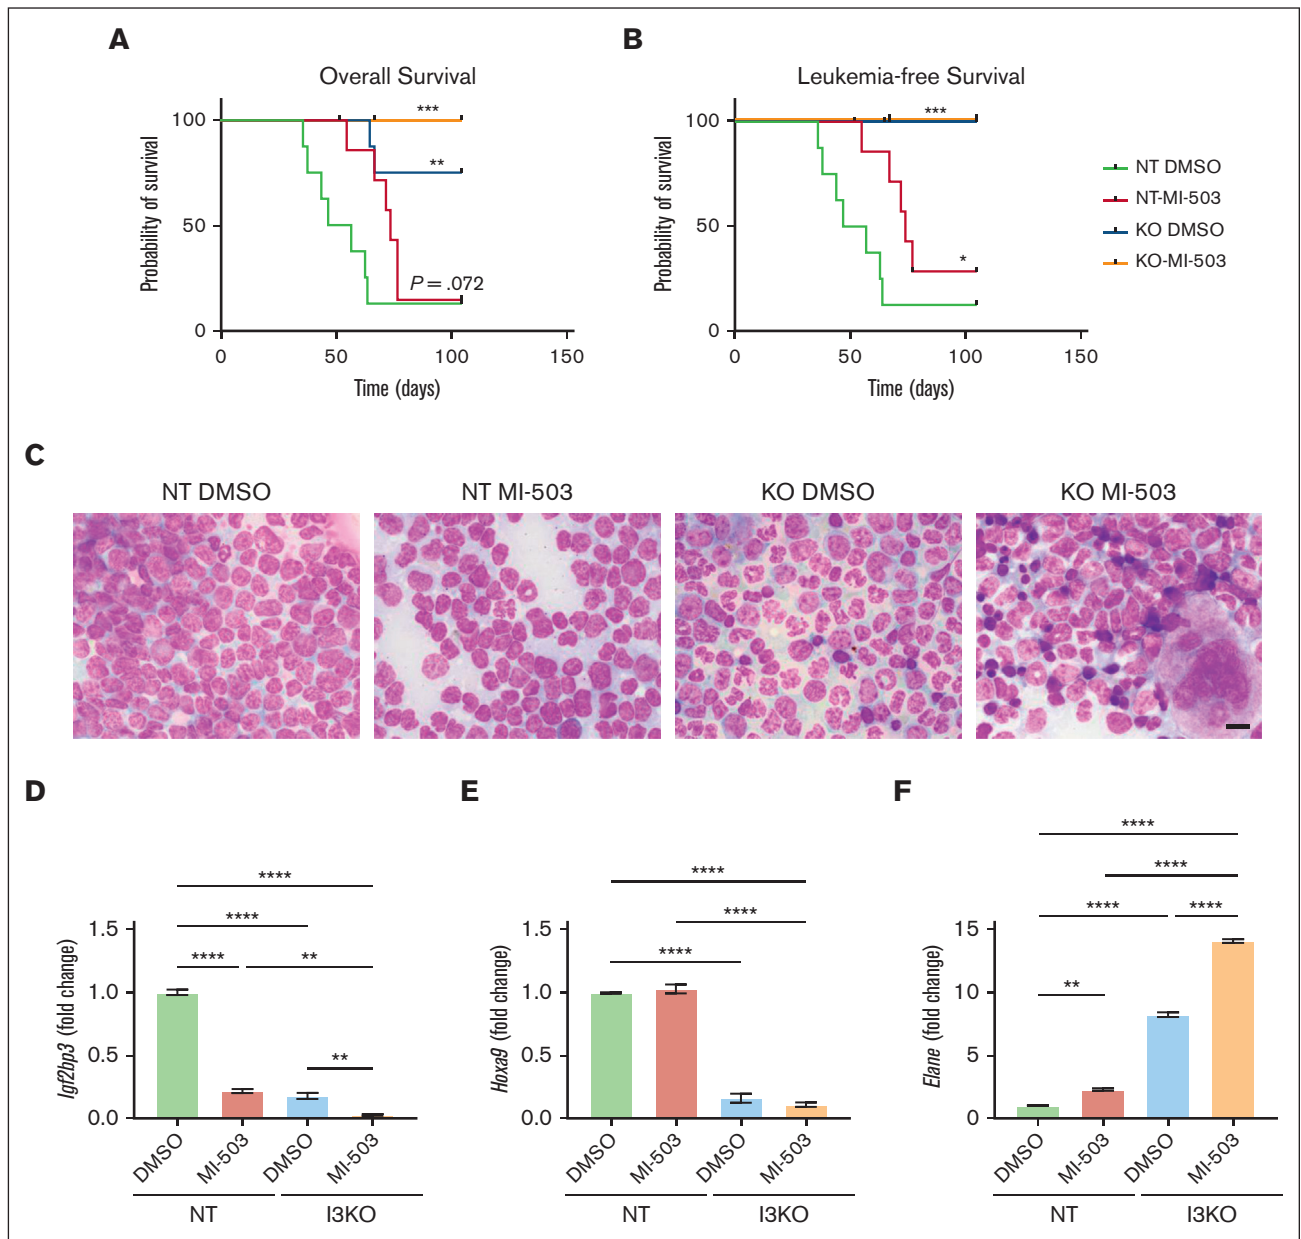 A
B
Overall Survival
Leukemia-free Survival
Probability of survival
100
50
0
***
**
P = .072
0 50 100 150
Time (days)
Probability of survival
100
50
0
***
*
0 50 100 150
Time (days)
NT DMSO
NT-MI-503
KO DMSO
KO-MI-503
C
NT DMSO
NT MI-503
KO DMSO
KO MI-503
D
E
F
Igf2bp3 (fold change)
1.5
1.0
0.5
0.0
****
****
**** **
**
DMSO MI-503 DMSO MI-503
NT I3KO
Hoxa9 (fold change)
1.5
1.0
0.5
0.0
****
****
****
DMSO MI-503 DMSO MI-503
NT I3KO
Elane (fold change)
15
10
5
0
****
****
**** ****
**
DMSO MI-503 DMSO MI-503
NT I3KO